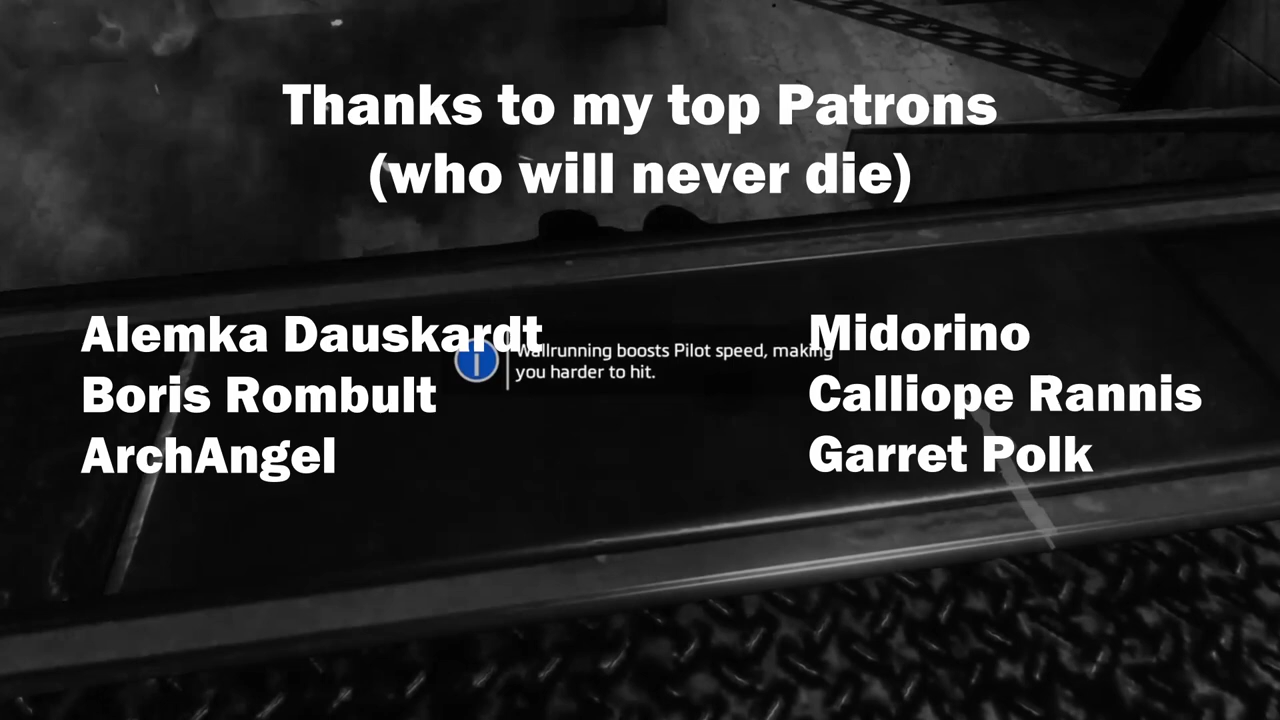 Thanks to my top Patrons
(who will never die)
Alemka Dauskardt
Boris Rombult
ArchAngel
Wallrunning boosts Pilot speed, making
you harder to hit.
Midorino
Calliope Rannis
Garret Polk